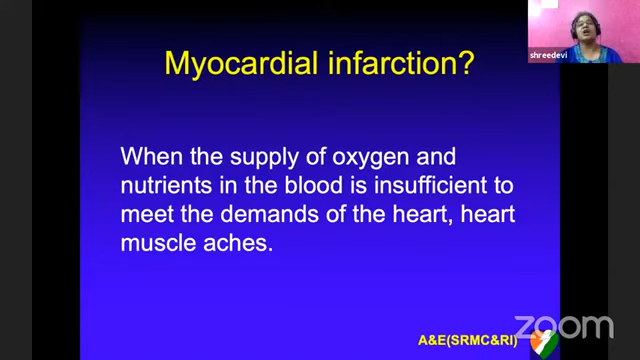 Myocardial infarction?
shreedevi
When the supply of oxygen and
nutrients in the blood is insufficient to
meet the demands of the heart, heart
muscle aches.
A&E(SRMC&RI)
zoom